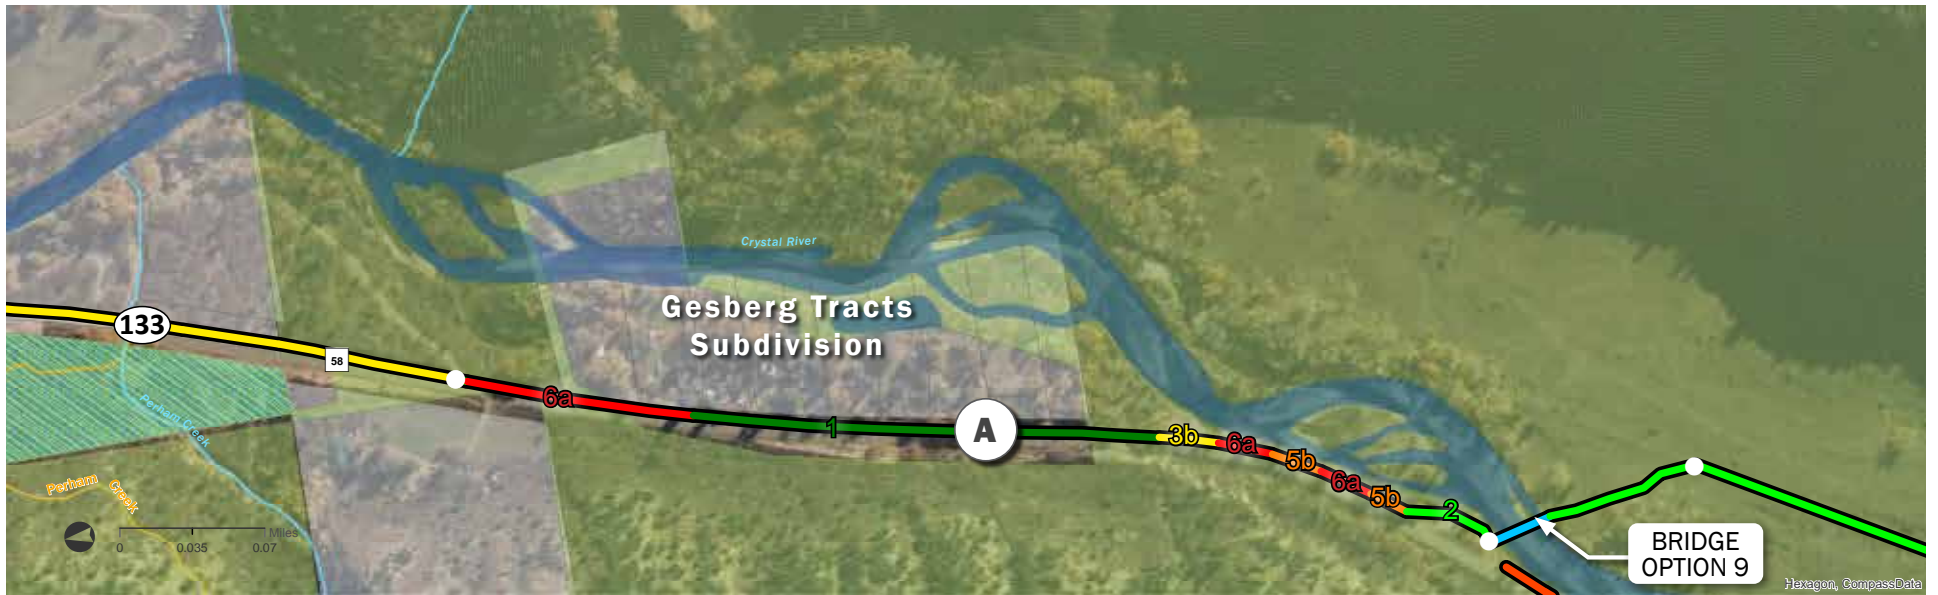 Crystal River
Gesberg Tracts
Subdivision
133
58
6a
1
A
3b
6a
5b
6a
5b
2
Perham Creek
Perham Creek
Miles
0 0.035 0.07
BRIDGE
OPTION 9
Hexagon, CompassData